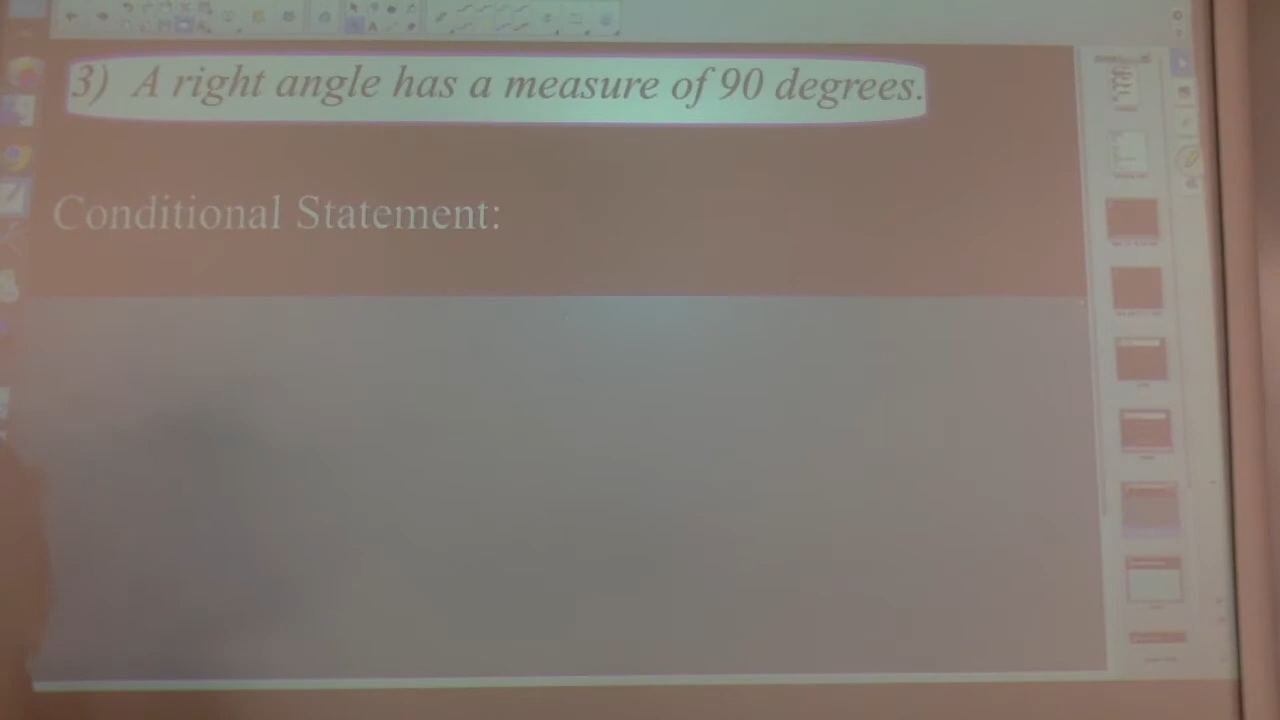 3) A right angle has a measure of 90 degrees.
Conditional Statement: